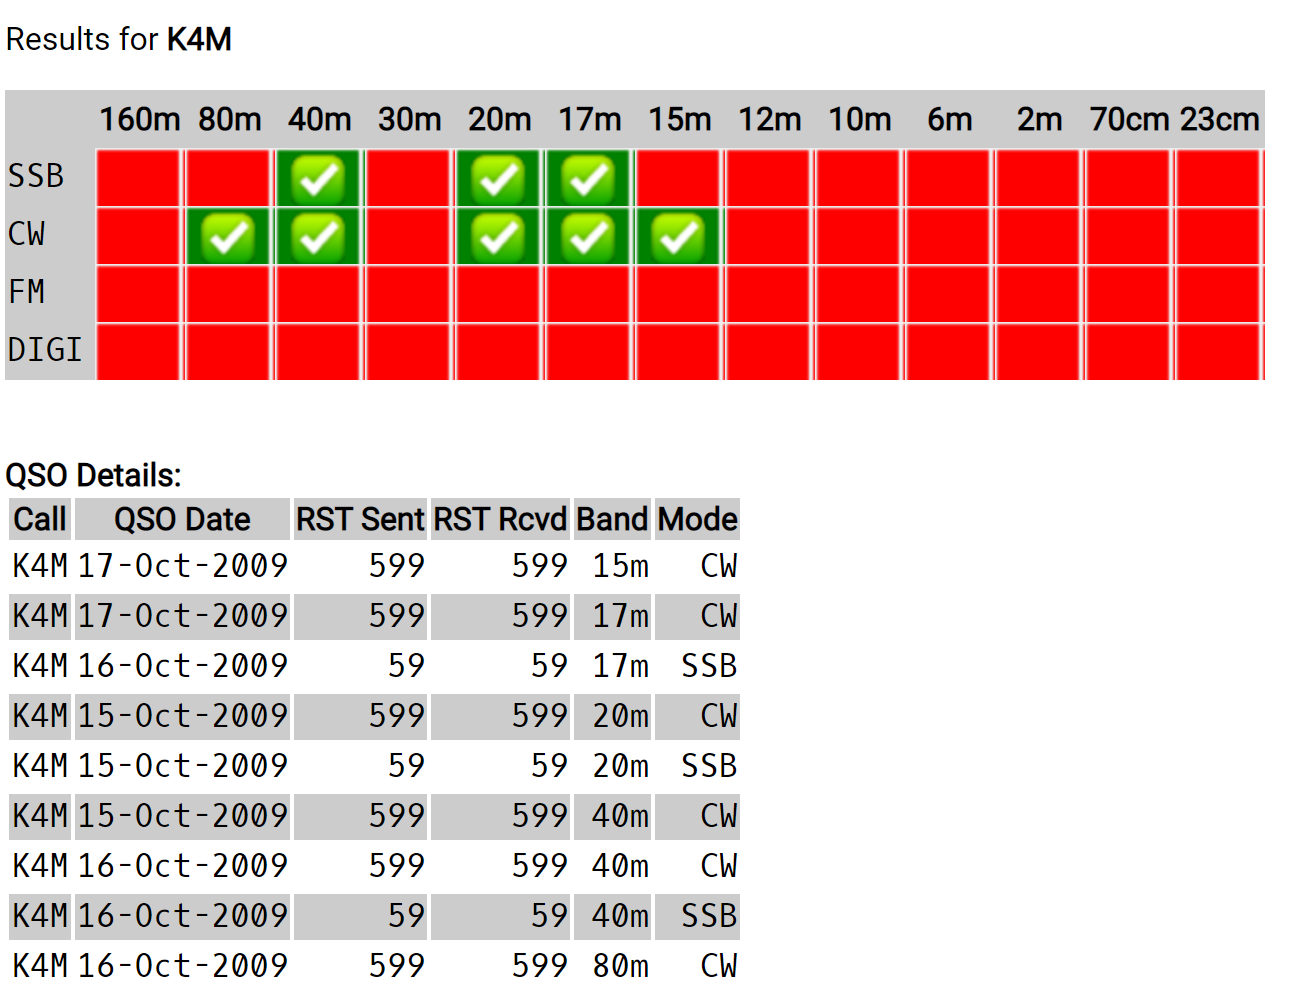 Results for K4M
160m 80m 40m 30m 20m 17m 15m 12m 10m 6m 2m 70cm 23cm
SSB
CW
FM
DIGI
QSO Details:
Call QSO Date RST Sent RST Rcvd Band Mode
K4M 17-Oct-2009 599 599 15m CW
K4M 17-Oct-2009 599 599 17m CW
K4M 16-Oct-2009 59 59 17m SSB
K4M 15-Oct-2009 599 599 20m CW
K4M 15-Oct-2009 59 59 20m SSB
K4M 15-Oct-2009 599 599 40m CW
K4M 16-Oct-2009 599 599 40m CW
K4M 16-Oct-2009 59 59 40m SSB
K4M 16-Oct-2009 599 599 80m CW